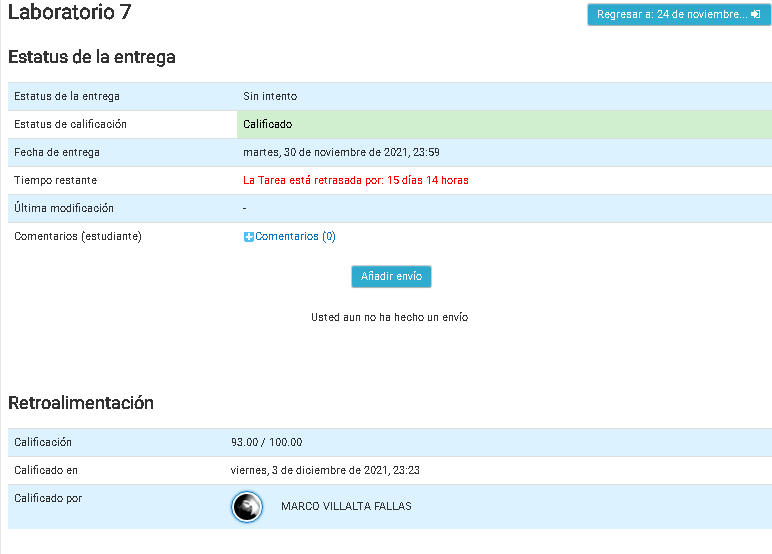 Laboratorio 7
Regresar a: 24 de noviembre...
Estatus de la entrega
Estatus de la entrega Sin intento
Estatus de calificación Calificado
Fecha de entrega martes, 30 de noviembre de 2021, 23:59
Tiempo restante La Tarea está retrasada por: 15 días 14 horas
Última modificación -
Comentarios (estudiante) Comentarios (0)
Añadir envío
Usted aun no ha hecho un envío
Retroalimentación
Calificación 93.00 / 100.00
Calificado en viernes, 3 de diciembre de 2021, 23:23
Calificado por MARCO VILLALTA FALLAS